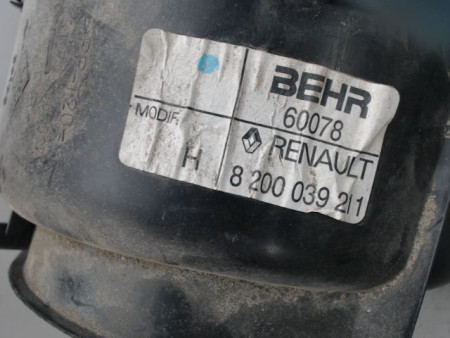 BEHR
60078
MODIF.
RENAULT
H
8 200 039 211